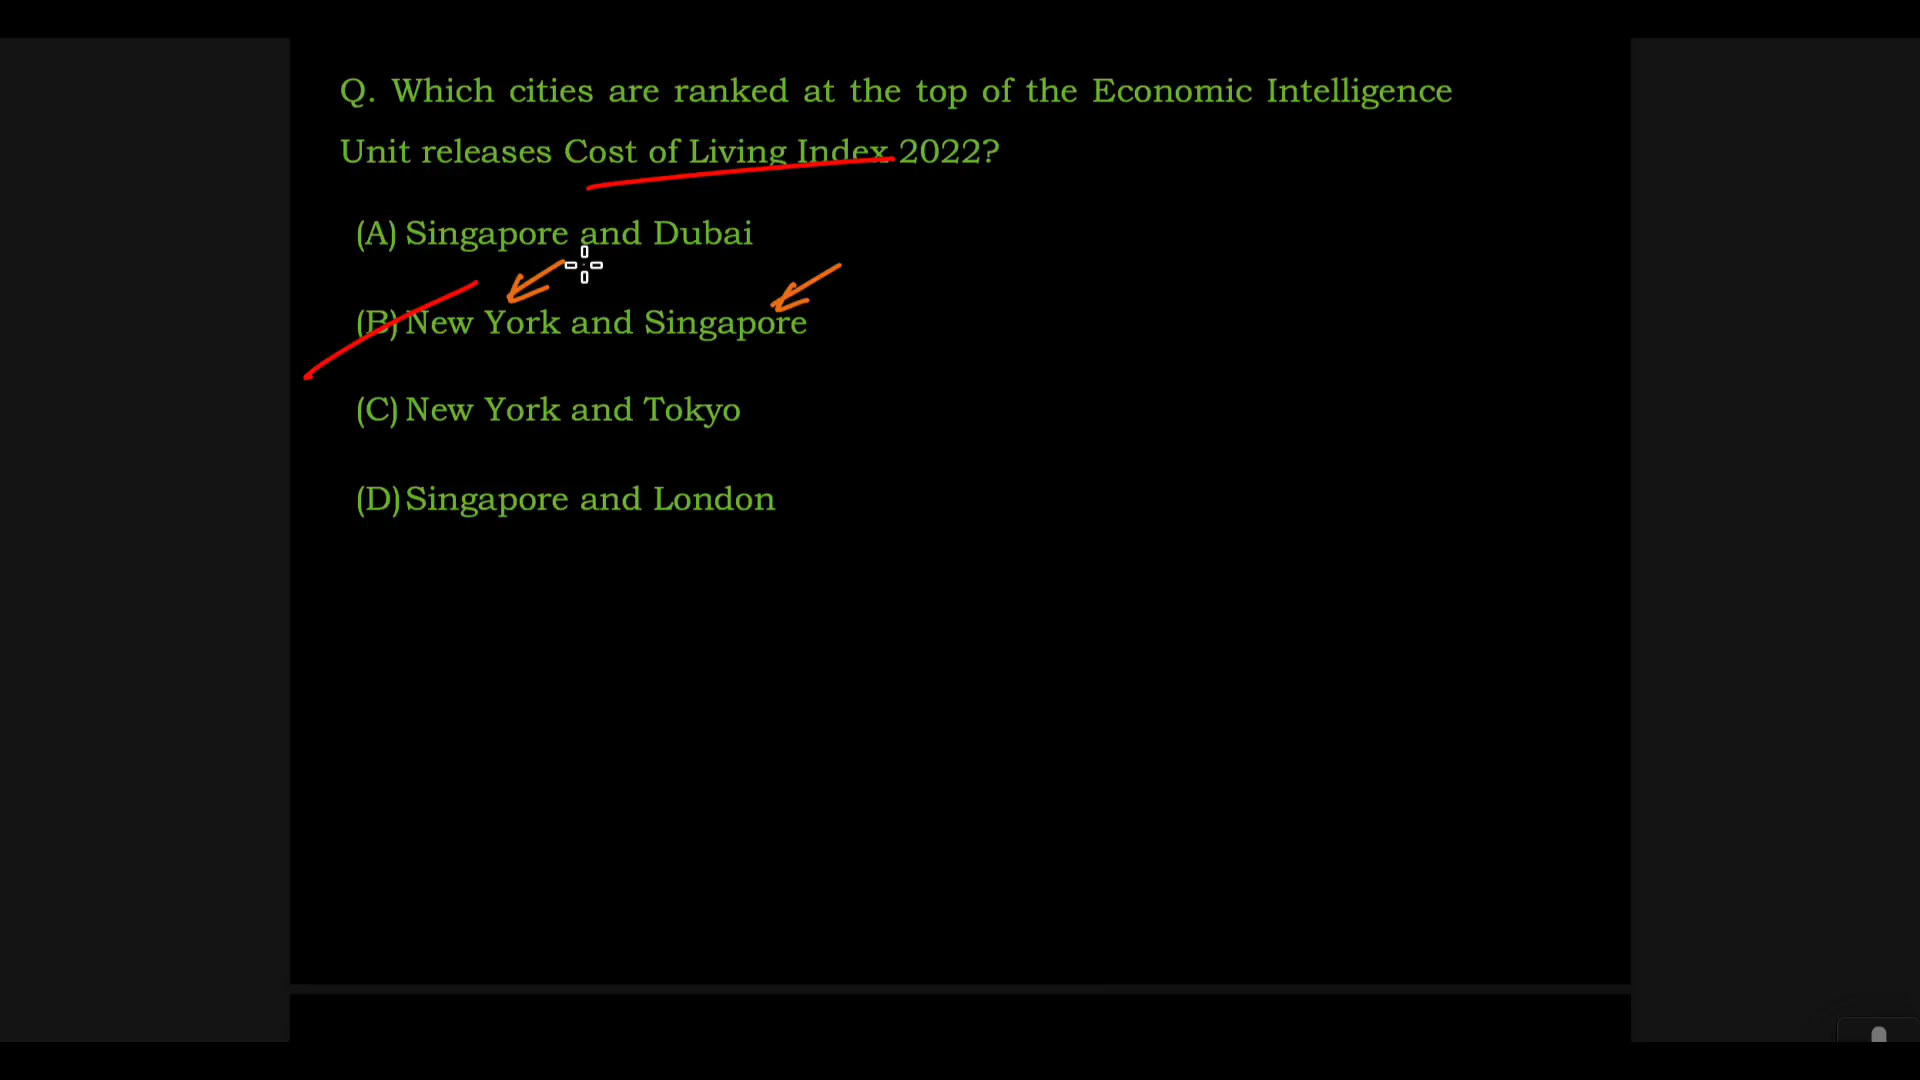 Q. Which cities are ranked at the top of the Economic Intelligence
Unit releases Cost of Living Index 2022?
(A) Singapore and Dubai
(B) New York and Singapore
(C) New York and Tokyo
(D) Singapore and London